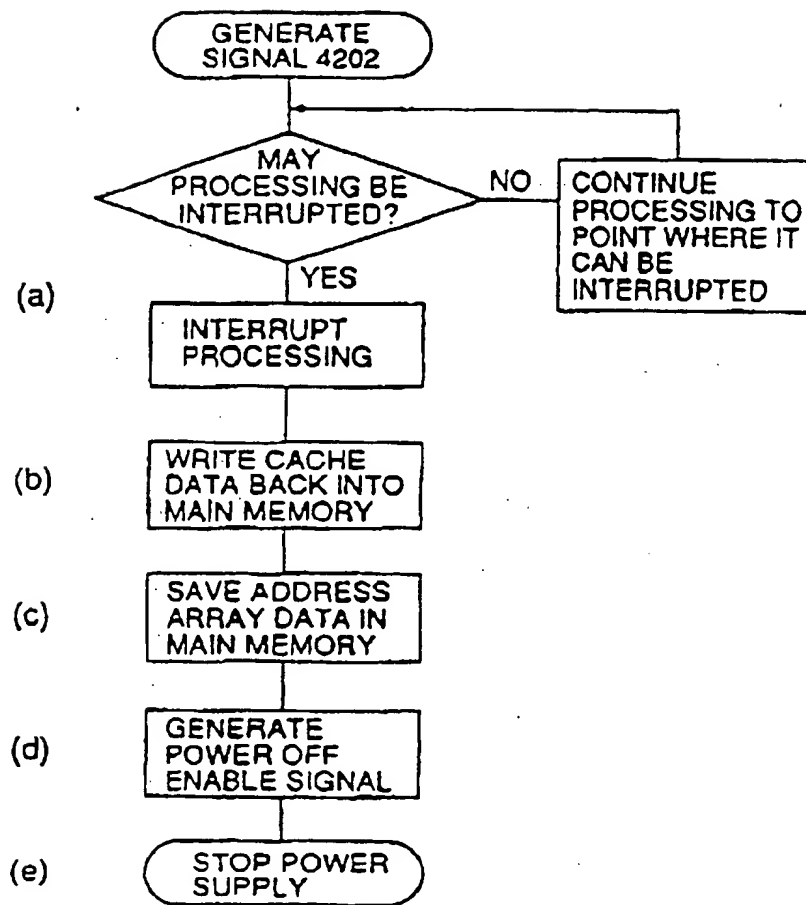 GENERATE
SIGNAL 4202
MAY
PROCESSING BE
INTERRUPTED?
NO
CONTINUE
PROCESSING TO
POINT WHERE IT
CAN BE
INTERRUPTED
YES
(a)
INTERRUPT
PROCESSING
(b)
WRITE CACHE
DATA BACK INTO
MAIN MEMORY
(c)
SAVE ADDRESS
ARRAY DATA IN
MAIN MEMORY
(d)
GENERATE
POWER OFF
ENABLE SIGNAL
(e)
STOP POWER
SUPPLY